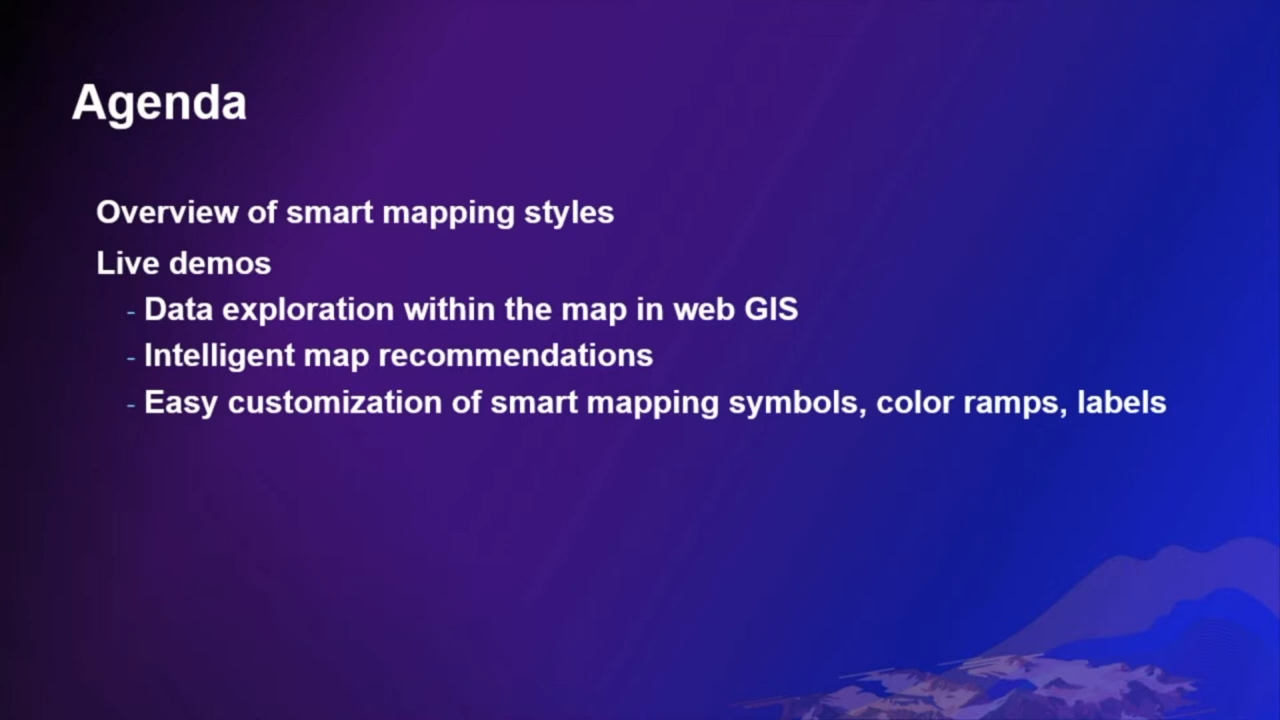 Agenda
Overview of smart mapping styles
Live demos
- Data exploration within the map in web GIS
- Intelligent map recommendations
- Easy customization of smart mapping symbols, color ramps, labels